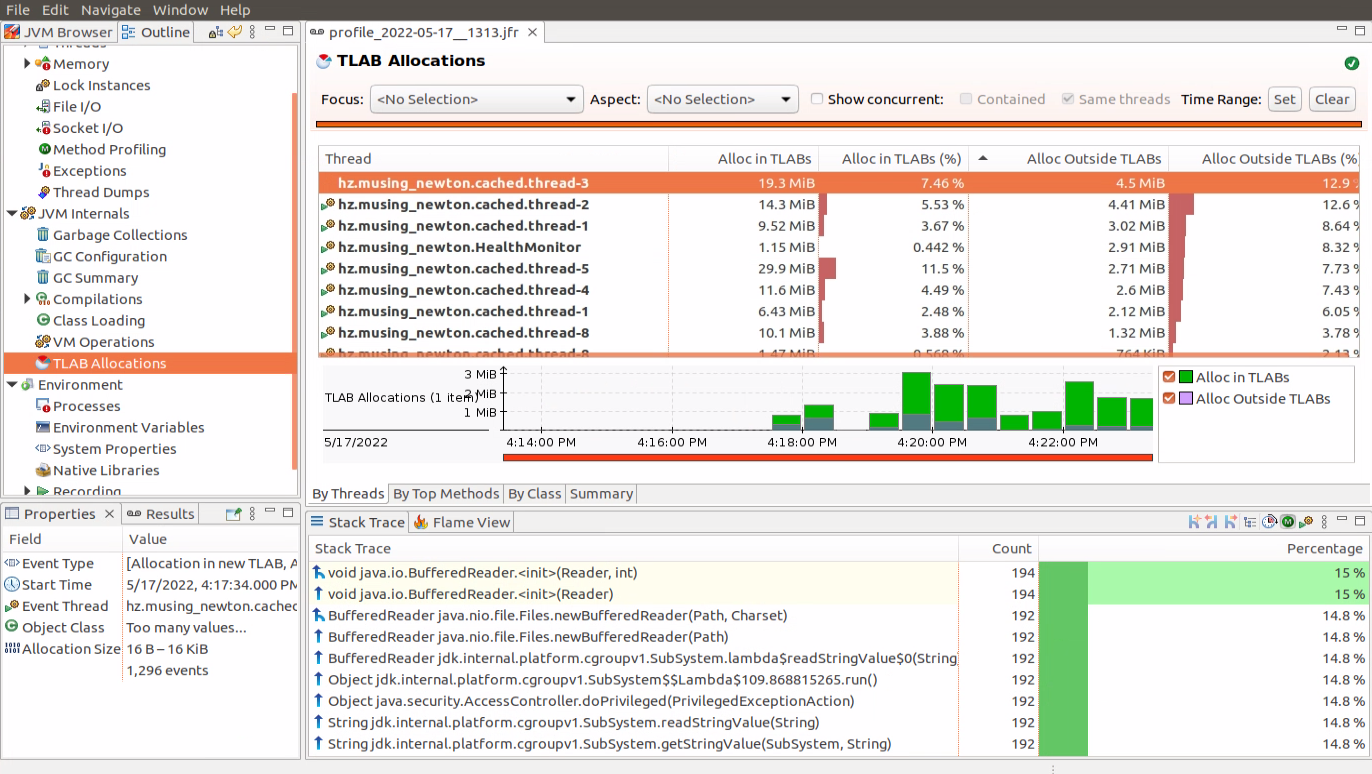 File Edit Navigate Window Help
JVM Browser Outline
Threads
Memory
Lock Instances
File I/O
Socket I/O
Method Profiling
Exceptions
Thread Dumps
JVM Internals
Garbage Collections
GC Configuration
GC Summary
Compilations
Class Loading
VM Operations
TLAB Allocations
Environment
Processes
Environment Variables
System Properties
Native Libraries
Recording
profile_2022-05-17__1313.jfr
TLAB Allocations
Focus: <No Selection> Aspect: <No Selection> Show concurrent: Contained Same threads Time Range: Set Clear
Thread Alloc in TLABs Alloc in TLABs (%) Alloc Outside TLABs Alloc Outside TLABs (%)
hz.musing_newton.cached.thread-3 19.3 MiB 7.46 % 4.5 MiB 12.9 %
hz.musing_newton.cached.thread-2 14.3 MiB 5.53 % 4.41 MiB 12.6 %
hz.musing_newton.cached.thread-1 9.52 MiB 3.67 % 3.02 MiB 8.64 %
hz.musing_newton.HealthMonitor 1.15 MiB 0.442 % 2.91 MiB 8.32 %
hz.musing_newton.cached.thread-5 29.9 MiB 11.5 % 2.71 MiB 7.73 %
hz.musing_newton.cached.thread-4 11.6 MiB 4.49 % 2.6 MiB 7.43 %
hz.musing_newton.cached.thread-1 6.43 MiB 2.48 % 2.12 MiB 6.05 %
hz.musing_newton.cached.thread-8 10.1 MiB 3.88 % 1.32 MiB 3.78 %
hz.musing_newton.cached.thread-8 1.47 MiB 0.568 % 764 KiB 2.13 %
3 MiB
2 MiB
1 MiB
TLAB Allocations (1 item)
5/17/2022 4:14:00 PM 4:16:00 PM 4:18:00 PM 4:20:00 PM 4:22:00 PM
Alloc in TLABs
Alloc Outside TLABs
By Threads By Top Methods By Class Summary
Properties Results
Field Value
Event Type [Allocation in new TLAB, A
Start Time 5/17/2022, 4:17:34.000 PM
Event Thread hz.musing_newton.cached
Object Class Too many values...
Allocation Size 16 B – 16 KiB
1,296 events
Stack Trace Flame View
Stack Trace Count Percentage
void java.io.BufferedReader.<init>(Reader, int) 194 15 %
void java.io.BufferedReader.<init>(Reader) 194 15 %
BufferedReader java.nio.file.Files.newBufferedReader(Path, Charset) 192 14.8 %
BufferedReader java.nio.file.Files.newBufferedReader(Path) 192 14.8 %
BufferedReader jdk.internal.platform.cgroupv1.SubSystem.lambda$readStringValue$0(String 192 14.8 %
Object jdk.internal.platform.cgroupv1.SubSystem$$Lambda$109.868815265.run() 192 14.8 %
Object java.security.AccessController.doPrivileged(PrivilegedExceptionAction) 192 14.8 %
String jdk.internal.platform.cgroupv1.SubSystem.readStringValue(String) 192 14.8 %
String jdk.internal.platform.cgroupv1.SubSystem.getStringValue(SubSystem, String) 192 14.8 %